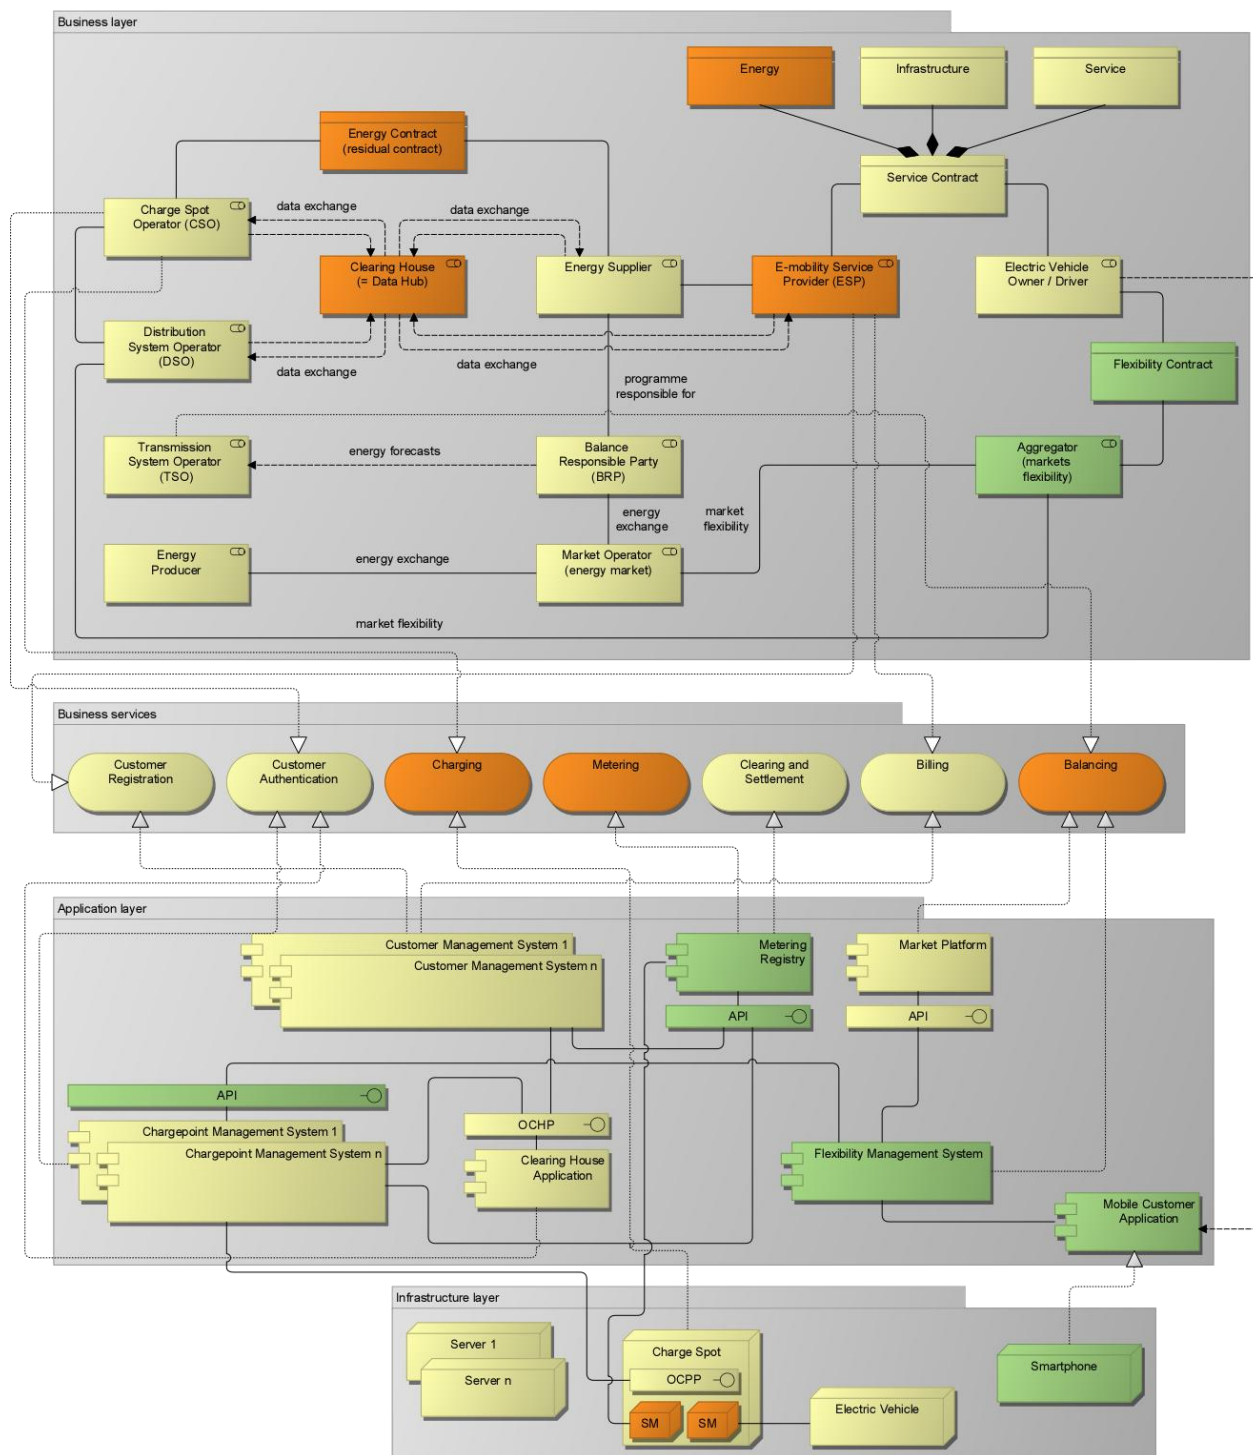 Business layer
Energy
Infrastructure
Service
Energy Contract
(residual contract)
Service Contract
Charge Spot
Operator (CSO)
data exchange
data exchange
Clearing House
(= Data Hub)
Energy Supplier
E-mobility Service
Provider (ESP)
Electric Vehicle
Owner / Driver
Distribution
System Operator
(DSO)
data exchange
data exchange
programme
responsible for
Flexibility Contract
Transmission
System Operator
(TSO)
energy forecasts
Balance
Responsible Party
(BRP)
Aggregator
(markets
flexibility)
energy
exchange
market
flexibility
Energy
Producer
energy exchange
Market Operator
(energy market)
market flexibility
Business services
Customer
Registration
Customer
Authentication
Charging
Metering
Clearing and
Settlement
Billing
Balancing
Application layer
Customer Management System 1
Customer Management System n
Metering
Registry
Market Platform
API
API
API
OCHP
Chargepoint Management System 1
Chargepoint Management System n
Clearing House
Application
Flexibility Management System
Mobile Customer
Application
Infrastructure layer
Server 1
Server n
Charge Spot
OCPP
SM
SM
Electric Vehicle
Smartphone